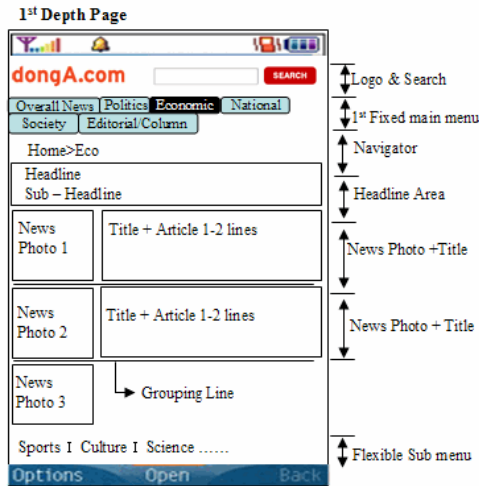 1st Depth Page
dongA.com SEARCH
Logo & Search
Overall News Politics Economic National
1st Fixed main menu
Society Editorial/Column
Home>Eco
Navigator
Headline
Sub – Headline
Headline Area
News
Photo 1
Title + Article 1-2 lines
News Photo +Title
News
Photo 2
Title + Article 1-2 lines
News Photo + Title
News
Photo 3
Grouping Line
Sports I Culture I Science ......
Flexible Sub menu
Options Open Back